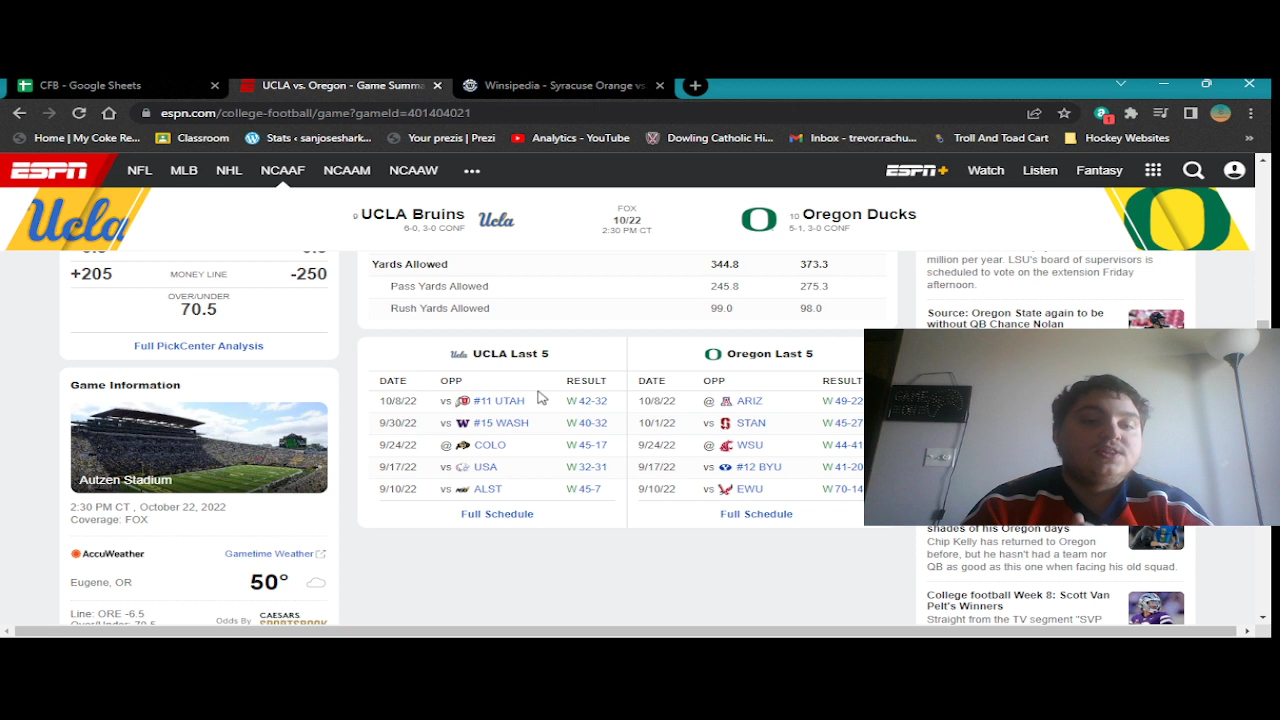 CFB - Google Sheets
UCLA vs. Oregon - Game Summa
Winsipedia - Syracuse Orange vs
espn.com/college-football/game?gameId=401404021
Home | My Coke Re...
Classroom
Stats ‹ sanjosheshark...
Your prezis | Prezi
Analytics - YouTube
Dowling Catholic Hi...
Inbox - trevor.rachu...
Troll And Toad Cart
Hockey Websites
»
ESPN
NFL MLB NHL NCAAF NCAAM NCAAW •••
ESPN+ Watch Listen Fantasy
Ucla
9 UCLA Bruins
Ucla
6-0, 3-0 CONF
FOX
10/22
2:30 PM CT
10 Oregon Ducks
5-1, 3-0 CONF
+205 MONEY LINE -250
OVER/UNDER
70.5
Full PickCenter Analysis
Game Information
Autzen Stadium
2:30 PM CT , October 22, 2022
Coverage: FOX
AccuWeather Gametime Weather
Eugene, OR 50°
Line: ORE -6.5
Over/Under: 70.5
Odds By CAESARS
SPORTSBOOK
Yards Allowed 344.8 373.3
Pass Yards Allowed 245.8 275.3
Rush Yards Allowed 99.0 98.0
Ucla UCLA Last 5
DATE OPP RESULT
10/8/22 vs #11 UTAH W 42-32
9/30/22 vs #15 WASH W 40-32
9/24/22 @ COLO W 45-17
9/17/22 vs USA W 32-31
9/10/22 vs ALST W 45-7
Full Schedule
Oregon Last 5
DATE OPP RESULT
10/8/22 @ ARIZ W 49-22
10/1/22 vs STAN W 45-27
9/24/22 @ WSU W 44-41
9/17/22 vs #12 BYU W 41-20
9/10/22 vs EWU W 70-14
Full Schedule
million per year. LSU's board of supervisors is
scheduled to vote on the extension Friday
afternoon.
Source: Oregon State again to be
without QB Chance Nolan
shades of his Oregon days
Chip Kelly has returned to Oregon
before, but he hasn't had a team nor
QB as good as this one when facing his old squad.
College football Week 8: Scott Van
Pelt's Winners
Straight from the TV segment "SVP